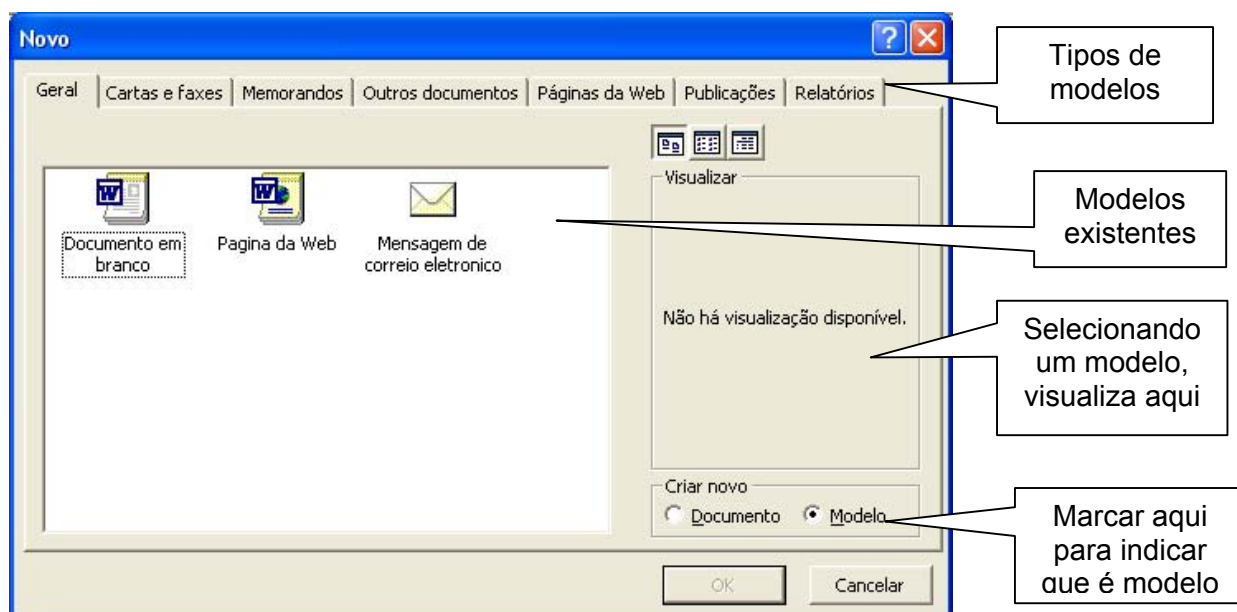 Novo
Geral
Cartas e faxes
Memorandos
Outros documentos
Páginas da Web
Publicações
Relatórios
Tipos de
modelos
Visualizar
Documento em
branco
Pagina da Web
Mensagem de
correio eletronico
Modelos
existentes
Não há visualização disponível.
Selecionando
um modelo,
visualiza aqui
Criar novo
Documento
Modelo
Marcar aqui
para indicar
que é modelo
OK
Cancelar